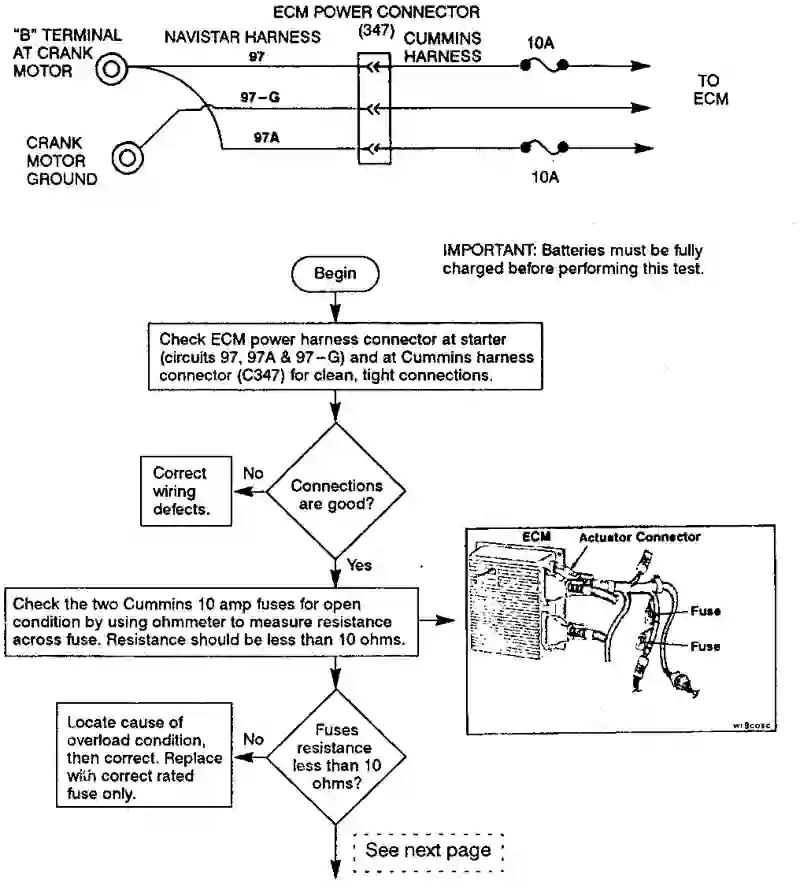 ECM POWER CONNECTOR
(347)
"B" TERMINAL
AT CRANK
MOTOR
NAVISTAR HARNESS
CUMMINS
HARNESS
97
10A
97-G
TO
ECM
97A
CRANK
MOTOR
GROUND
10A
IMPORTANT: Batteries must be fully
charged before performing this test.
Begin
Check ECM power harness connector at starter
(circuits 97, 97A & 97-G) and at Cummins harness
connector (C347) for clean, tight connections.
Correct
wiring
defects.
No
Connections
are good?
Yes
ECM
Actuator Connector
Fuse
Fuse
Check the two Cummins 10 amp fuses for open
condition by using ohmmeter to measure resistance
across fuse. Resistance should be less than 10 ohms.
Locate cause of
overload condition,
then correct. Replace
with correct rated
fuse only.
No
Fuses
resistance
less than 10
ohms?
See next page